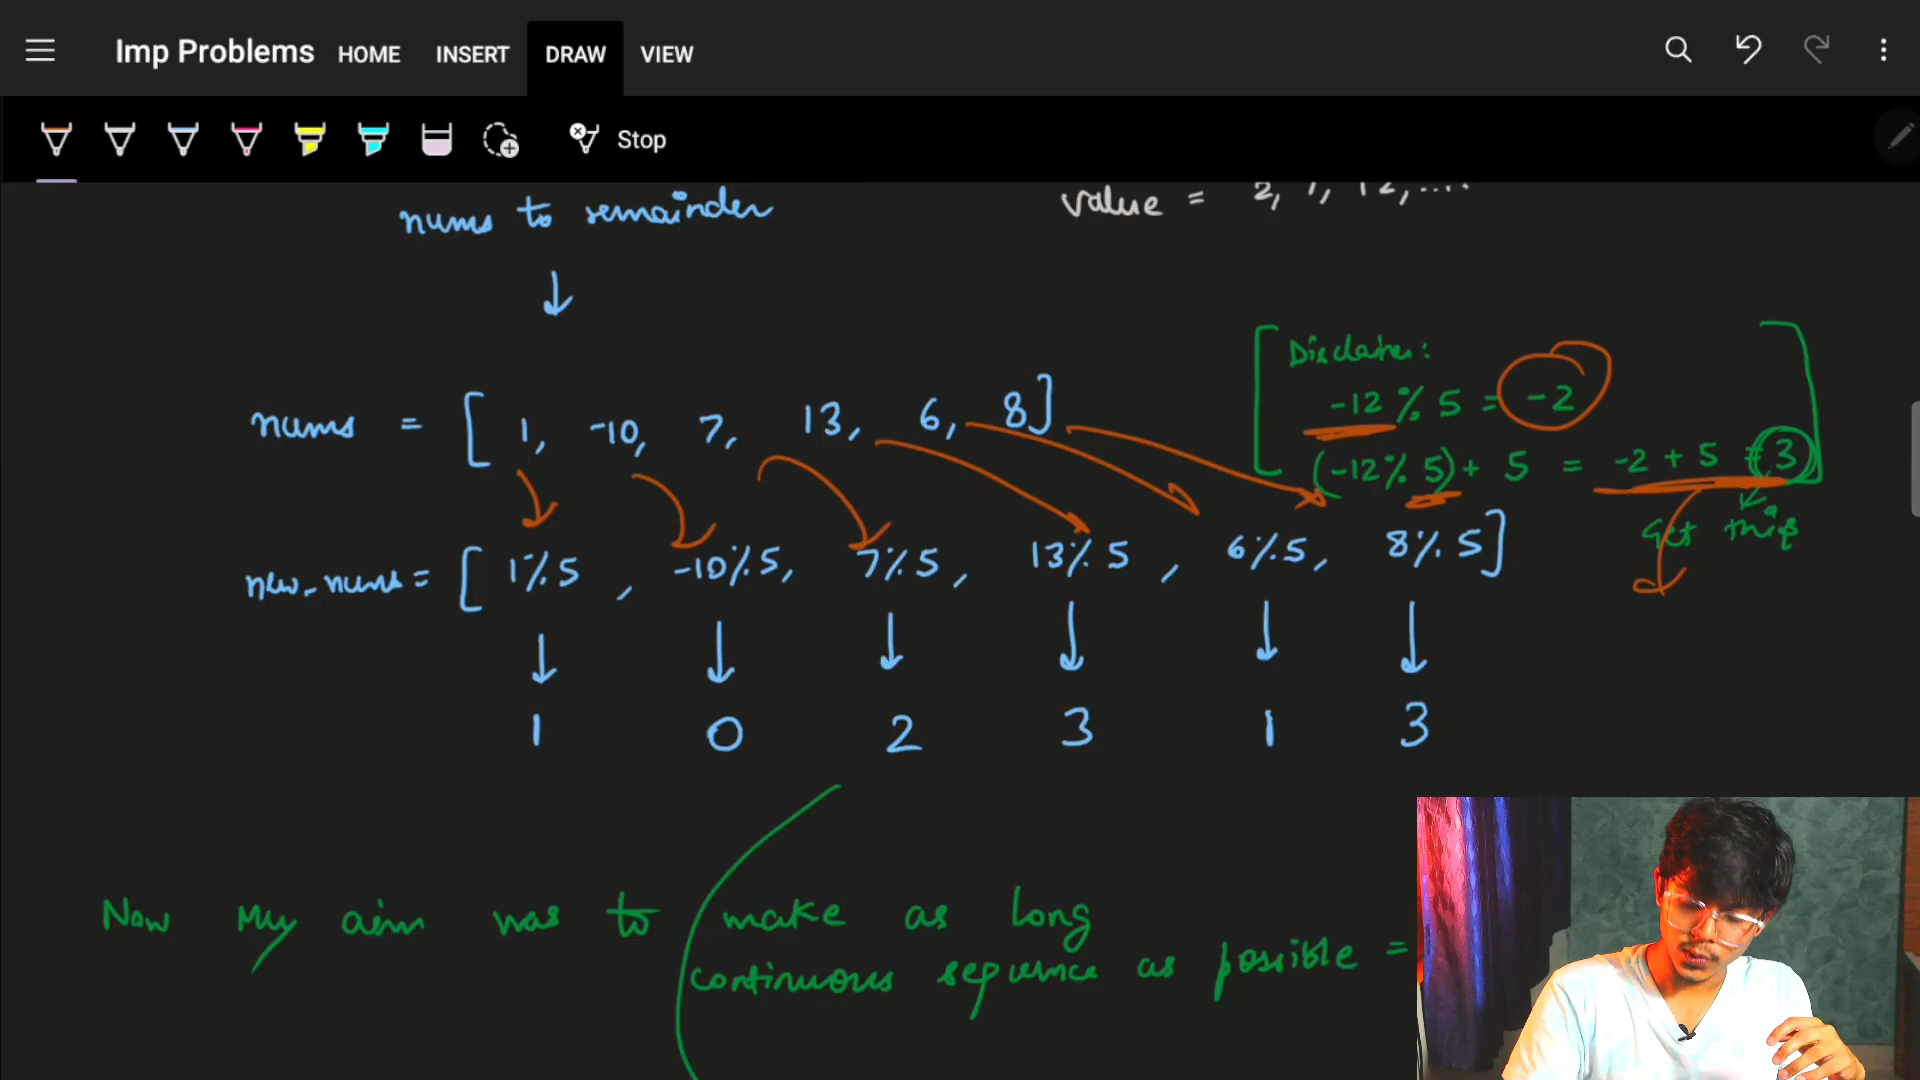 Imp Problems HOME INSERT DRAW VIEW
Stop
nums to remainder
value = 2, 7, 12, ....
Disclaimer:
-12 % 5 = -2
(-12% 5) + 5 = -2 + 5 = 3
Get this
nums = [ 1, -10, 7, 13, 6, 8]
new_nums = [ 1%5 , -10%5, 7%5, 13%5 , 6%5, 8%5]
1 0 2 3 1 3
Now My aim was to make as long
continuous sequence as possible =